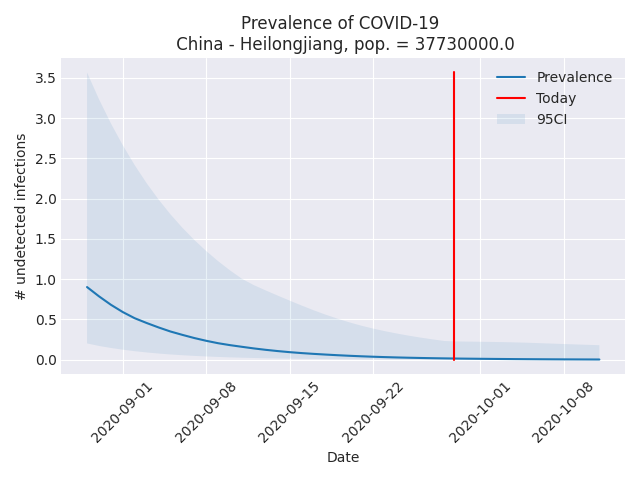 Prevalence of COVID-19
China - Heilongjiang, pop. = 37730000.0
Prevalence
Today
95CI
3.5
3.0
2.5
2.0
1.5
1.0
0.5
0.0
# undetected infections
2020-09-01
2020-09-08
2020-09-15
2020-09-22
2020-10-01
2020-10-08
Date